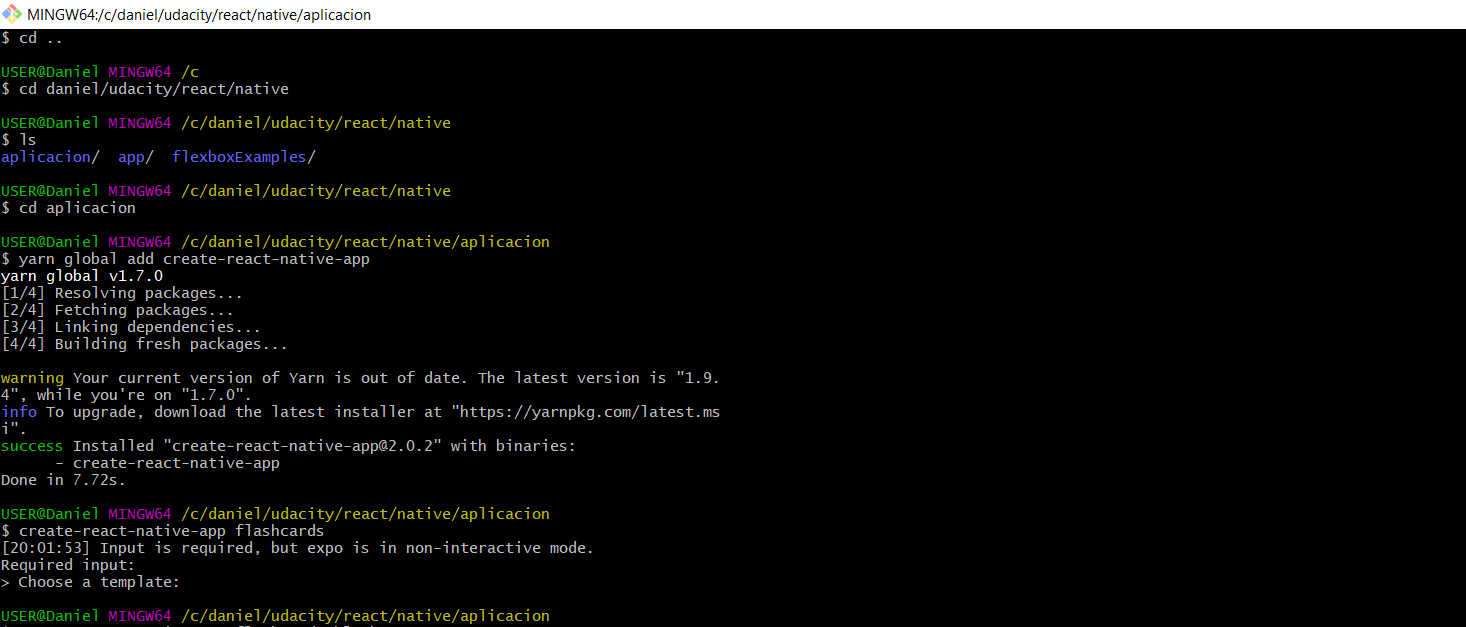 MINGW64:/c/daniel/udacity/react/native/aplicacion
$ cd ..
USER@Daniel MINGW64 /c
$ cd daniel/udacity/react/native
USER@Daniel MINGW64 /c/daniel/udacity/react/native
$ ls
aplicacion/  app/  flexboxExamples/
USER@Daniel MINGW64 /c/daniel/udacity/react/native
$ cd aplicacion
USER@Daniel MINGW64 /c/daniel/udacity/react/native/aplicacion
$ yarn global add create-react-native-app
yarn global v1.7.0
[1/4] Resolving packages...
[2/4] Fetching packages...
[3/4] Linking dependencies...
[4/4] Building fresh packages...
warning Your current version of Yarn is out of date. The latest version is "1.9.
4", while you're on "1.7.0".
info To upgrade, download the latest installer at "https://yarnpkg.com/latest.ms
i".
success Installed "create-react-native-app@2.0.2" with binaries:
      - create-react-native-app
Done in 7.72s.
USER@Daniel MINGW64 /c/daniel/udacity/react/native/aplicacion
$ create-react-native-app flashcards
[20:01:53] Input is required, but expo is in non-interactive mode.
Required input:
> Choose a template:
USER@Daniel MINGW64 /c/daniel/udacity/react/native/aplicacion